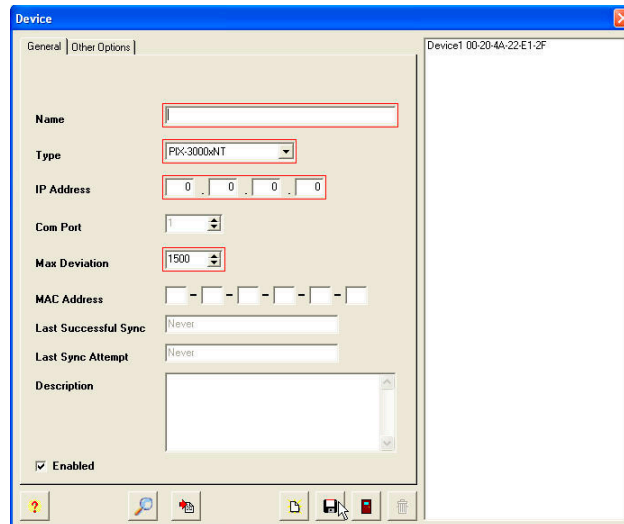 Device
General Other Options
Device1 00-20-4A-22-E1-2F
Name
Type PIX-3000xNT
IP Address 0 . 0 . 0 . 0
Com Port 1
Max Deviation 1500
MAC Address - - - - -
Last Successful Sync Never
Last Sync Attempt Never
Description
Enabled
?